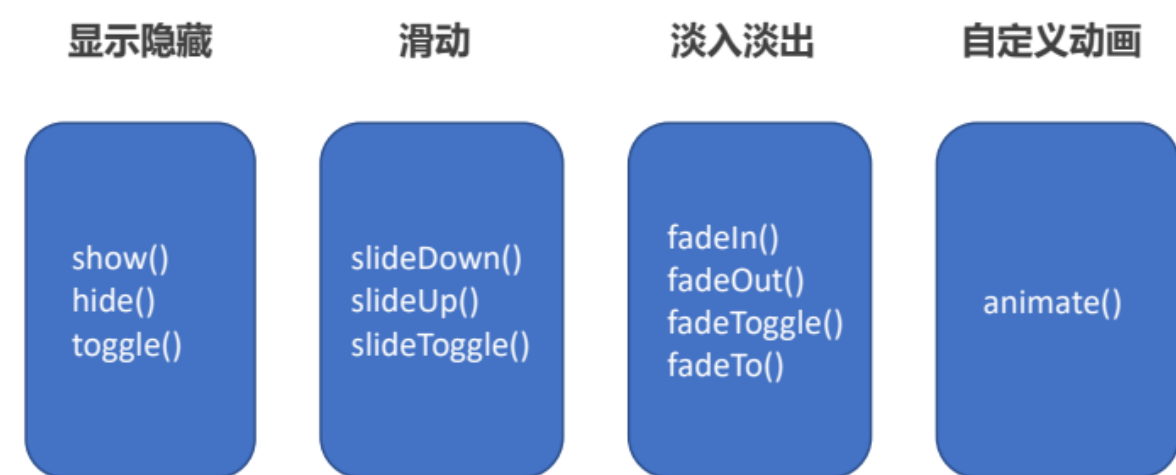 显示隐藏
滑动
淡入淡出
自定义动画
show()
hide()
toggle()
slideDown()
slideUp()
slideToggle()
fadeIn()
fadeOut()
fadeToggle()
fadeTo()
animate()